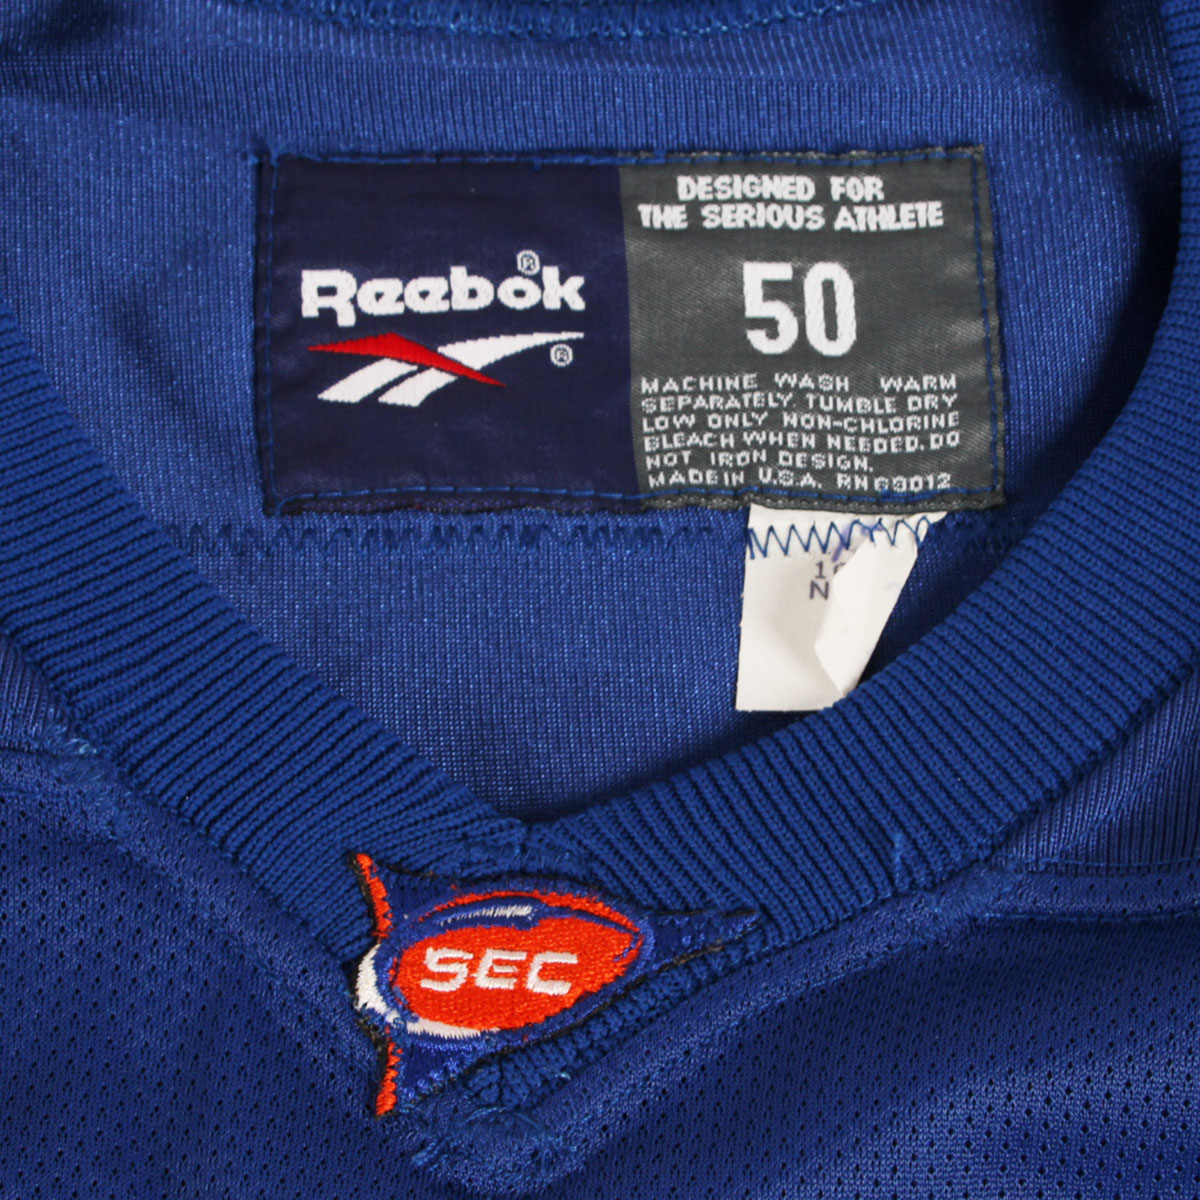 Reebok®
®
DESIGNED FOR
THE SERIOUS ATHLETE
50
MACHINE WASH WARM
SEPARATELY TUMBLE DRY
LOW ONLY NON-CHLORINE
BLEACH WHEN NEEDED. DO
NOT IRON DESIGN.
MADE IN U.S.A. RN 69012
N
SEC